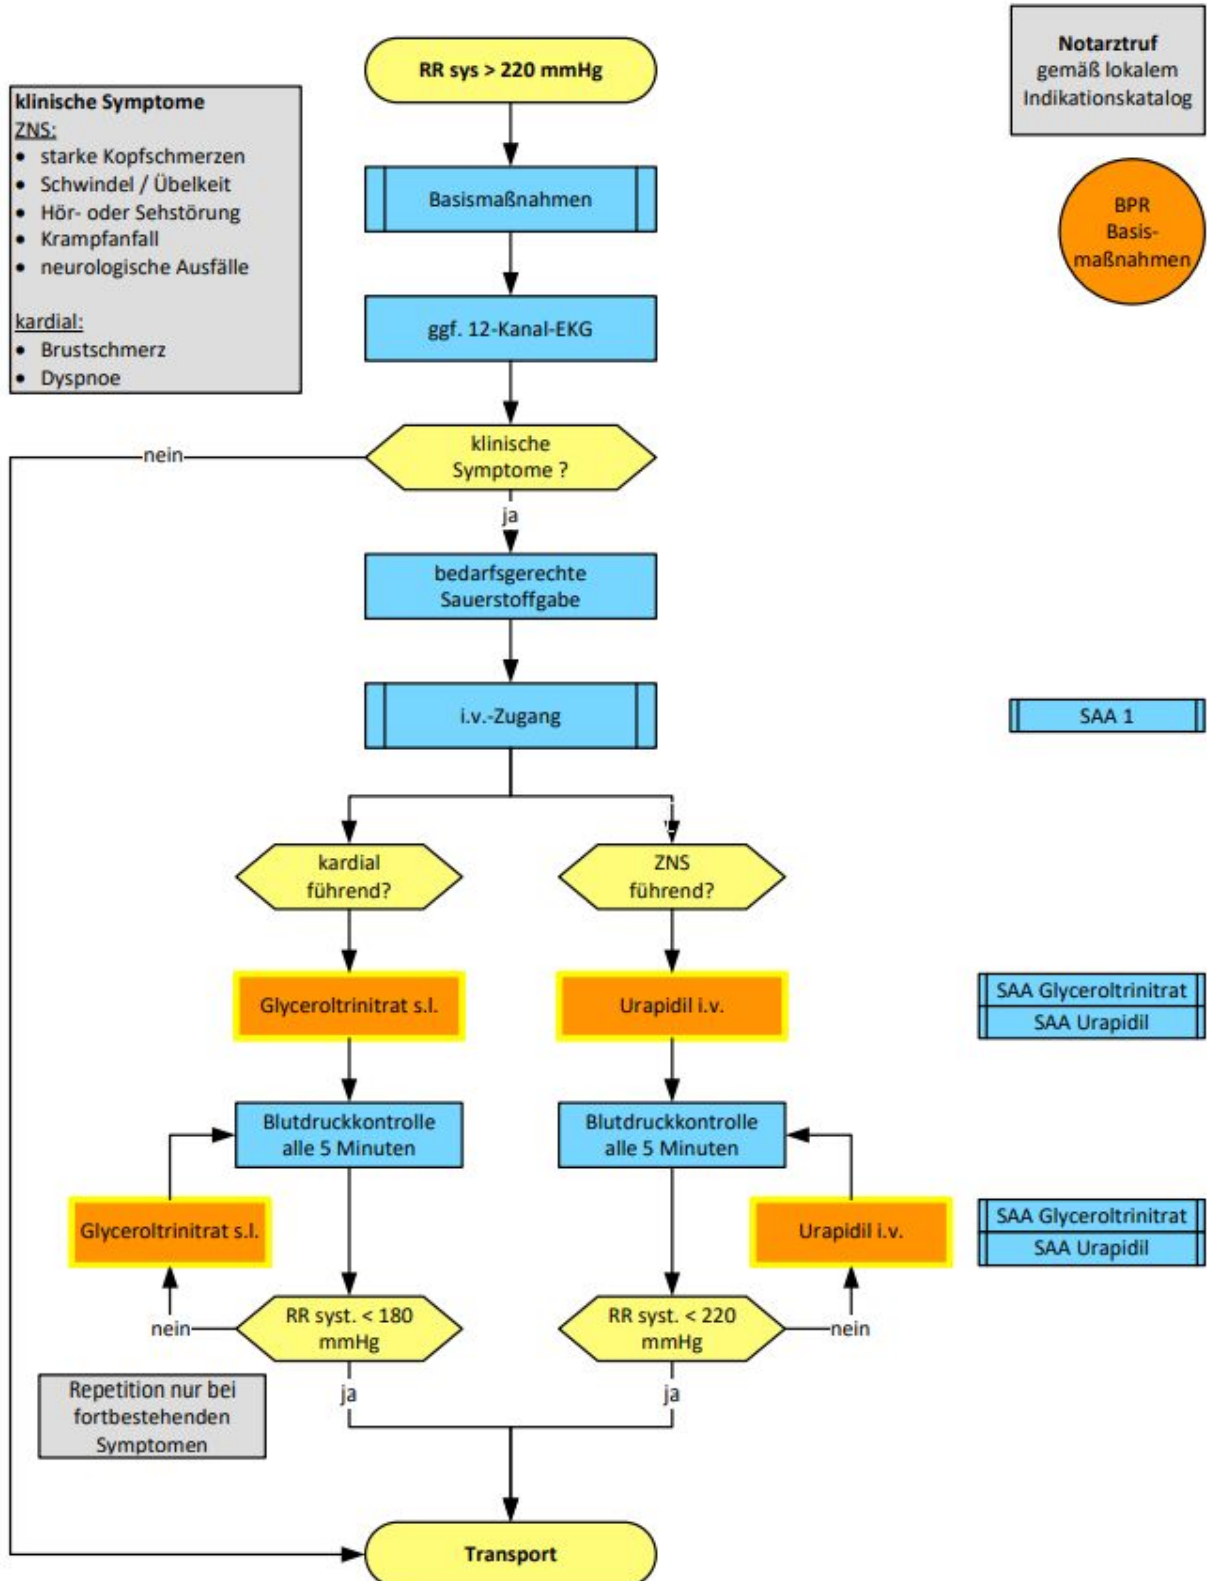 RR sys > 220 mmHg
Notarztruf
gemäß lokalem
Indikationskatalog
klinische Symptome
ZNS:
• starke Kopfschmerzen
• Schwindel / Übelkeit
• Hör- oder Sehstörung
• Krampfanfall
• neurologische Ausfälle
kardial:
• Brustschmerz
• Dyspnoe
Basismaßnahmen
BPR
Basis-
maßnahmen
ggf. 12-Kanal-EKG
klinische
Symptome ?
nein
ja
bedarfsgerechte
Sauerstoffgabe
i.v.-Zugang
SAA 1
kardial
führend?
ZNS
führend?
Glyceroltrinitrat s.l.
Urapidil i.v.
SAA Glyceroltrinitrat
SAA Urapidil
Blutdruckkontrolle
alle 5 Minuten
Blutdruckkontrolle
alle 5 Minuten
Glyceroltrinitrat s.l.
Urapidil i.v.
SAA Glyceroltrinitrat
SAA Urapidil
nein
RR syst. < 180
mmHg
RR syst. < 220
mmHg
nein
ja
ja
Repetition nur bei
fortbestehenden
Symptomen
Transport